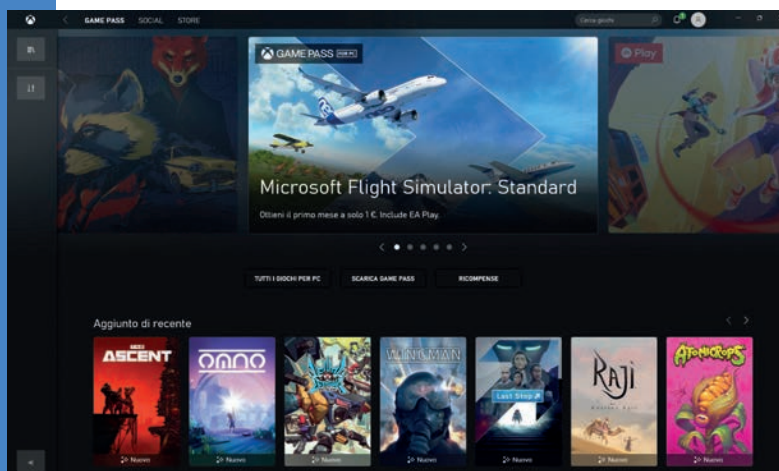 GAME PASS SOCIAL STORE
Cerca giochi
GAME PASS FOR PC
Play
Microsoft Flight Simulator: Standard
Ottieni il primo mese a solo 1 €. Include EA Play.
TUTTI I GIOCHI PER PC SCARICA GAME PASS RICOMPENSE
Aggiunto di recente
THE ASCENT
OMNO
WINGMAN
Last Stop
RAJI
ATOMICROPS
Nuovo Nuovo Nuovo Nuovo Nuovo Nuovo Nuovo